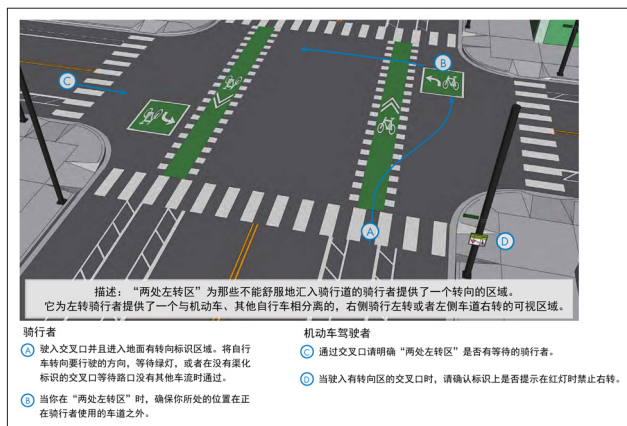 C
B
A
D
描述：“两处左转区”为那些不能舒服地汇入骑行道的骑行者提供了一个转向的区域。
它为左转骑行者提供了一个与机动车、其他自行车相分离的，右侧骑行左转或者左侧车道右转的可视区域。
骑行者
A 驶入交叉口并且进入地面有转向标识区域。将自行
车转向要行驶的方向，等待绿灯，或者在没有渠化
标识的交叉口等待路口没有其他车流时通过。
B 当你在“两处左转区”时，确保你所处的位置在正
在骑行者使用的车道之外。
机动车驾驶者
C 通过交叉口请明确“两处左转区”是否有等待的骑行者。
D 当驶入有转向区的交叉口时，请确认标识上是否提示在红灯时禁止右转。